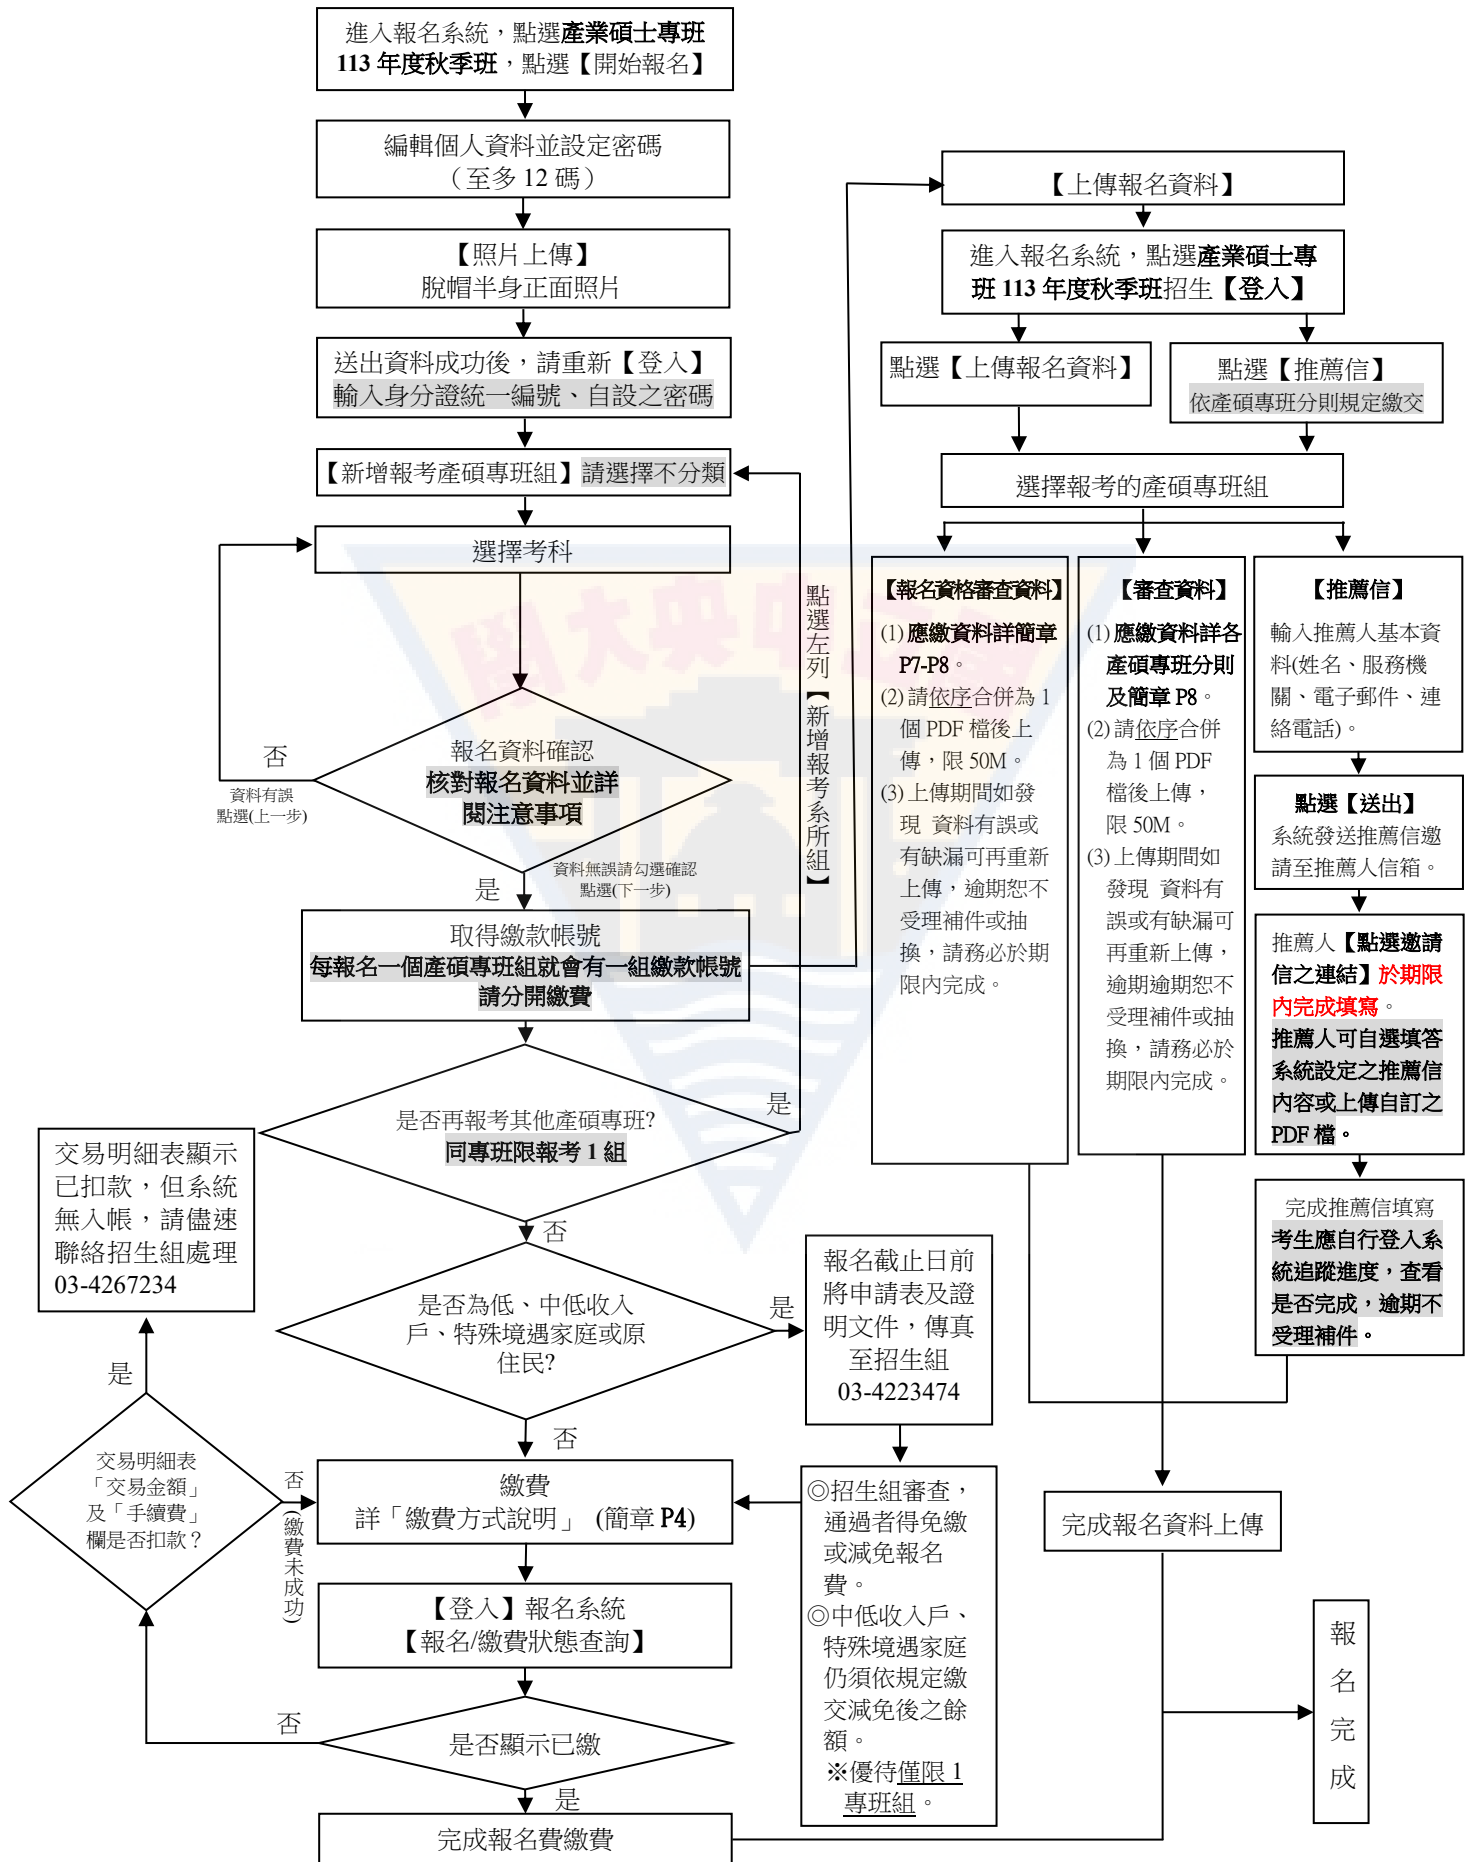 進入報名系統，點選產業碩士專班
113 年度秋季班，點選【開始報名】
編輯個人資料並設定密碼
（至多 12 碼）
【照片上傳】
脫帽半身正面照片
送出資料成功後，請重新【登入】
輸入身分證統一編號、自設之密碼
【新增報考產碩專班組】請選擇不分類
選擇考科
報名資料確認
核對報名資料並詳
閱注意事項
否
資料有誤
點選(上一步)
是
資料無誤請勾選確認
點選(下一步)
取得繳款帳號
每報名一個產碩專班組就會有一組繳款帳號
請分開繳費
是否再報考其他產碩專班?
同專班限報考 1 組
是
點選左列【新增報考系所組】
否
是否為低、中低收入
戶、特殊境遇家庭或原
住民?
是
報名截止日前
將申請表及證
明文件，傳真
至招生組
03-4223474
◎招生組審查，
通過者得免繳
或減免報名
費。
◎中低收入戶、
特殊境遇家庭
仍須依規定繳
交減免後之餘
額。
※優待僅限 1
專班組。
否
繳費
詳「繳費方式說明」 (簡章 P4)
【登入】報名系統
【報名/繳費狀態查詢】
是否顯示已繳
否
交易明細表
「交易金額」
及「手續費」
欄是否扣款？
否
(繳費未成功)
是
交易明細表顯示
已扣款，但系統
無入帳，請儘速
聯絡招生組處理
03-4267234
是
完成報名費繳費
【上傳報名資料】
進入報名系統，點選產業碩士專
班 113 年度秋季班招生【登入】
點選【上傳報名資料】
點選【推薦信】
依產碩專班分則規定繳交
選擇報考的產碩專班組
【報名資格審查資料】
(1) 應繳資料詳簡章
P7-P8。
(2) 請依序合併為 1
個 PDF 檔後上
傳，限 50M。
(3) 上傳期間如發
現 資料有誤或
有缺漏可再重新
上傳，逾期恕不
受理補件或抽
換，請務必於期
限內完成。
【審查資料】
(1) 應繳資料詳各
產碩專班分則
及簡章 P8。
(2) 請依序合併
為 1 個 PDF
檔後上傳，
限 50M。
(3) 上傳期間如
發現 資料有
誤或有缺漏可
再重新上傳，
逾期逾期恕不
受理補件或抽
換，請務必於
期限內完成。
【推薦信】
輸入推薦人基本資
料(姓名、服務機
關、電子郵件、連
絡電話)。
點選【送出】
系統發送推薦信邀
請至推薦人信箱。
推薦人【點選邀請
信之連結】於期限
內完成填寫。
推薦人可自選填答
系統設定之推薦信
內容或上傳自訂之
PDF 檔。
完成推薦信填寫
考生應自行登入系
統追蹤進度，查看
是否完成，逾期不
受理補件。
完成報名資料上傳
報
名
完
成